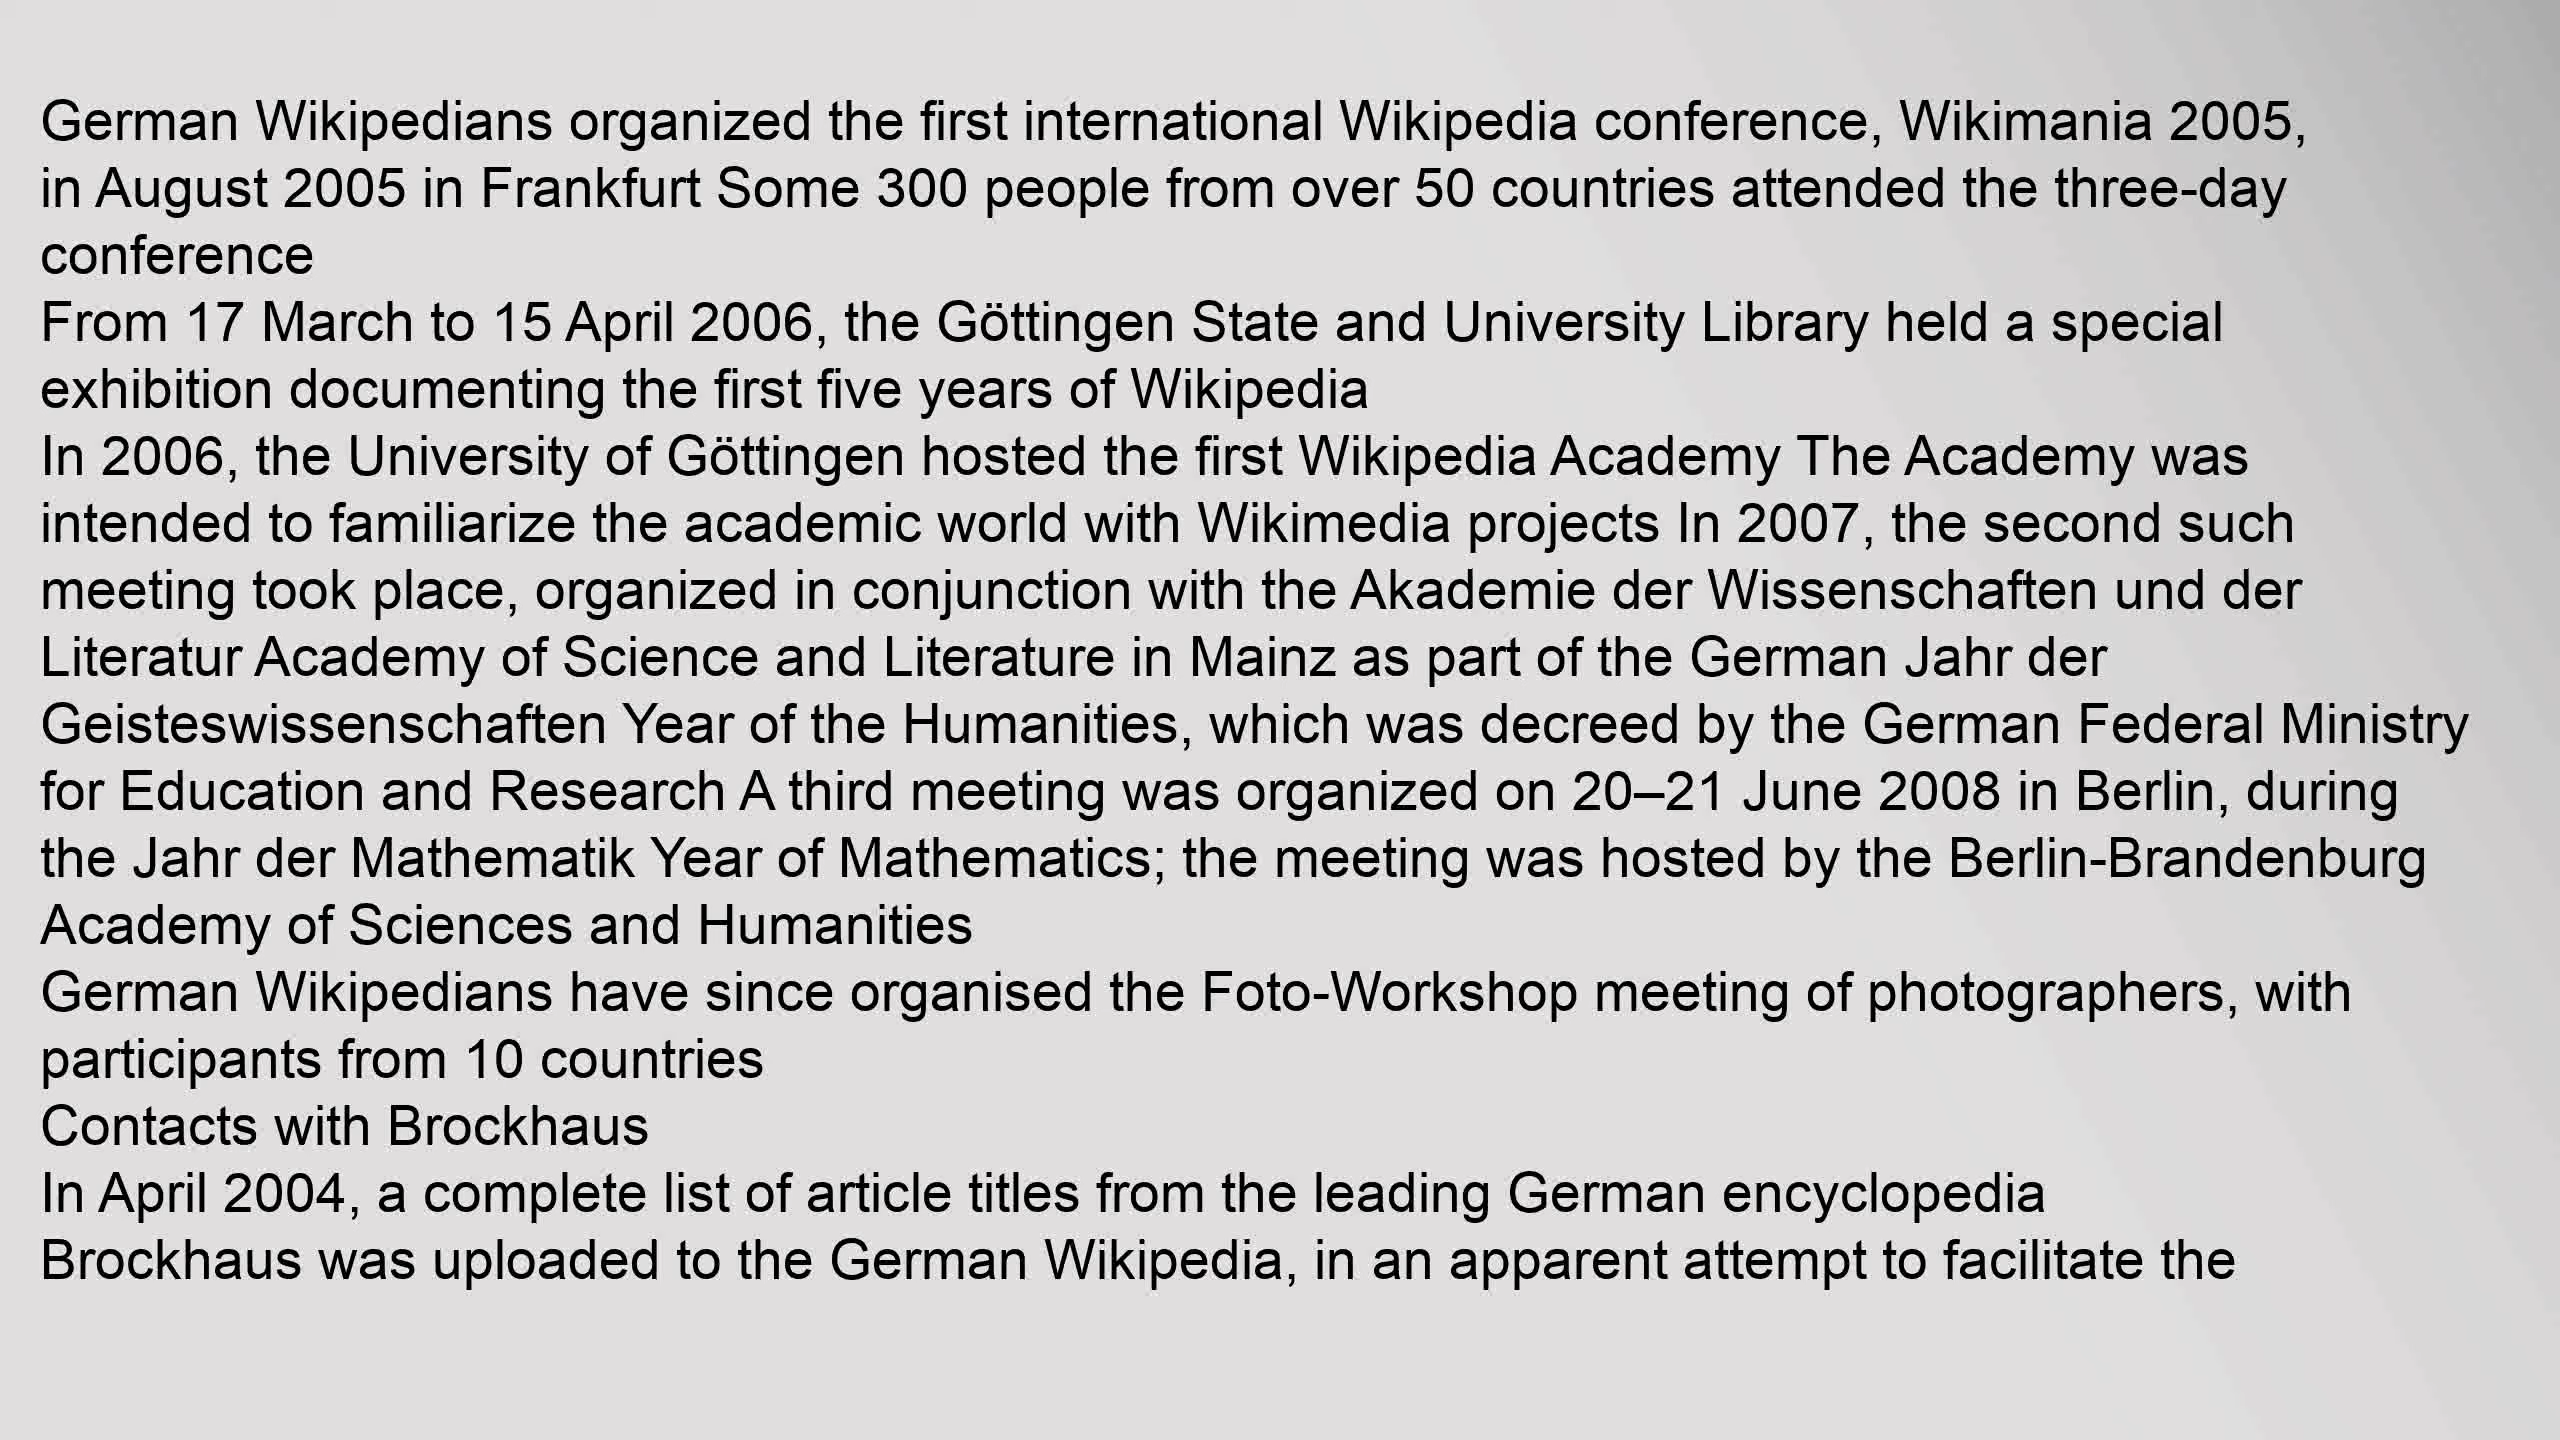 German Wikipedians organized the first international Wikipedia conference, Wikimania 2005,
in August 2005 in Frankfurt Some 300 people from over 50 countries attended the three-day
conference
From 17 March to 15 April 2006, the Göttingen State and University Library held a special
exhibition documenting the first five years of Wikipedia
In 2006, the University of Göttingen hosted the first Wikipedia Academy The Academy was
intended to familiarize the academic world with Wikimedia projects In 2007, the second such
meeting took place, organized in conjunction with the Akademie der Wissenschaften und der
Literatur Academy of Science and Literature in Mainz as part of the German Jahr der
Geisteswissenschaften Year of the Humanities, which was decreed by the German Federal Ministry
for Education and Research A third meeting was organized on 20–21 June 2008 in Berlin, during
the Jahr der Mathematik Year of Mathematics; the meeting was hosted by the Berlin-Brandenburg
Academy of Sciences and Humanities
German Wikipedians have since organised the Foto-Workshop meeting of photographers, with
participants from 10 countries
Contacts with Brockhaus
In April 2004, a complete list of article titles from the leading German encyclopedia
Brockhaus was uploaded to the German Wikipedia, in an apparent attempt to facilitate the